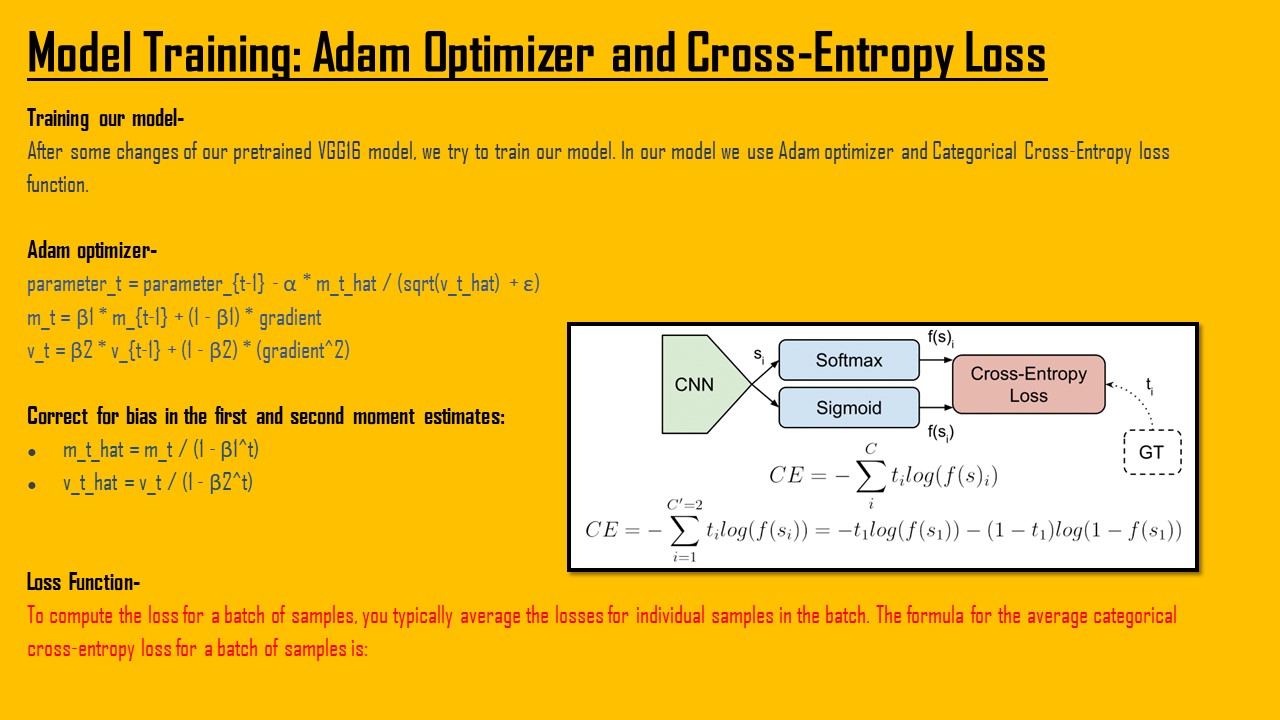 Model Training: Adam Optimizer and Cross-Entropy Loss
Training our model-
After some changes of our pretrained VGG16 model, we try to train our model. In our model we use Adam optimizer and Categorical Cross-Entropy loss
function.
Adam optimizer-
parameter_t = parameter_{t-1} - α * m_t_hat / (sqrt(v_t_hat) + ε)
m_t = β1 * m_{t-1} + (1 - β1) * gradient
v_t = β2 * v_{t-1} + (1 - β2) * (gradient^2)
Correct for bias in the first and second moment estimates:
● m_t_hat = m_t / (1 - β1^t)
● v_t_hat = v_t / (1 - β2^t)
CNN
s_i
Softmax
Sigmoid
f(s)_i
f(s_i)
Cross-Entropy
Loss
t_i
GT
CE = -∑_i^C t_i log(f(s)_i)
CE = -∑_{i=1}^{C'=2} t_i log(f(s_i)) = -t_1 log(f(s_1)) - (1 - t_1) log(1 - f(s_1))
Loss Function-
To compute the loss for a batch of samples, you typically average the losses for individual samples in the batch. The formula for the average categorical
cross-entropy loss for a batch of samples is: